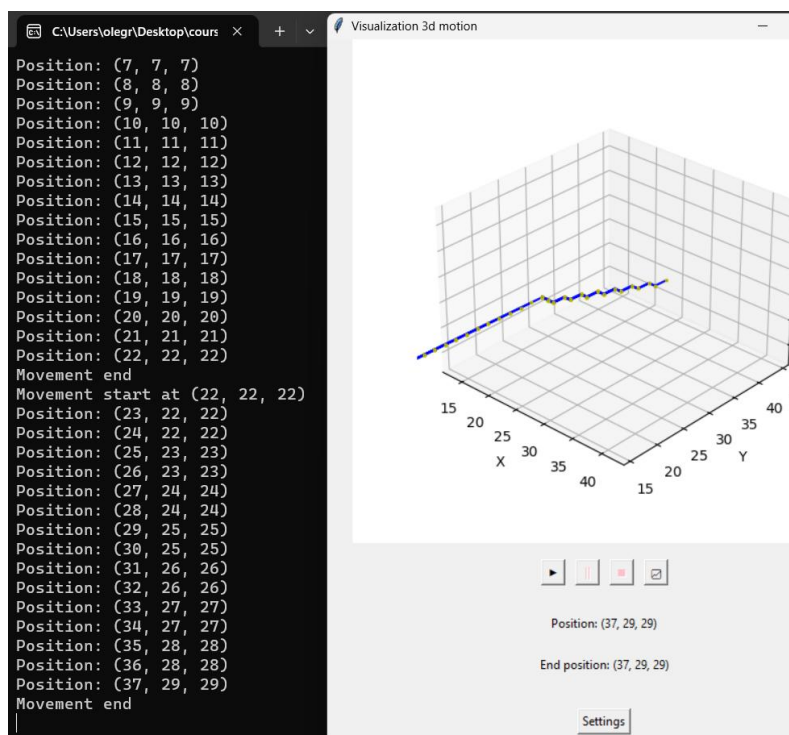 C:\Users\olegr\Desktop\cours
Position: (7, 7, 7)
Position: (8, 8, 8)
Position: (9, 9, 9)
Position: (10, 10, 10)
Position: (11, 11, 11)
Position: (12, 12, 12)
Position: (13, 13, 13)
Position: (14, 14, 14)
Position: (15, 15, 15)
Position: (16, 16, 16)
Position: (17, 17, 17)
Position: (18, 18, 18)
Position: (19, 19, 19)
Position: (20, 20, 20)
Position: (21, 21, 21)
Position: (22, 22, 22)
Movement end
Movement start at (22, 22, 22)
Position: (23, 22, 22)
Position: (24, 22, 22)
Position: (25, 23, 23)
Position: (26, 23, 23)
Position: (27, 24, 24)
Position: (28, 24, 24)
Position: (29, 25, 25)
Position: (30, 25, 25)
Position: (31, 26, 26)
Position: (32, 26, 26)
Position: (33, 27, 27)
Position: (34, 27, 27)
Position: (35, 28, 28)
Position: (36, 28, 28)
Position: (37, 29, 29)
Movement end
Visualization 3d motion
15
20
25
30
35
40
X
15
20
25
30
35
40
Y
Position: (37, 29, 29)
End position: (37, 29, 29)
Settings